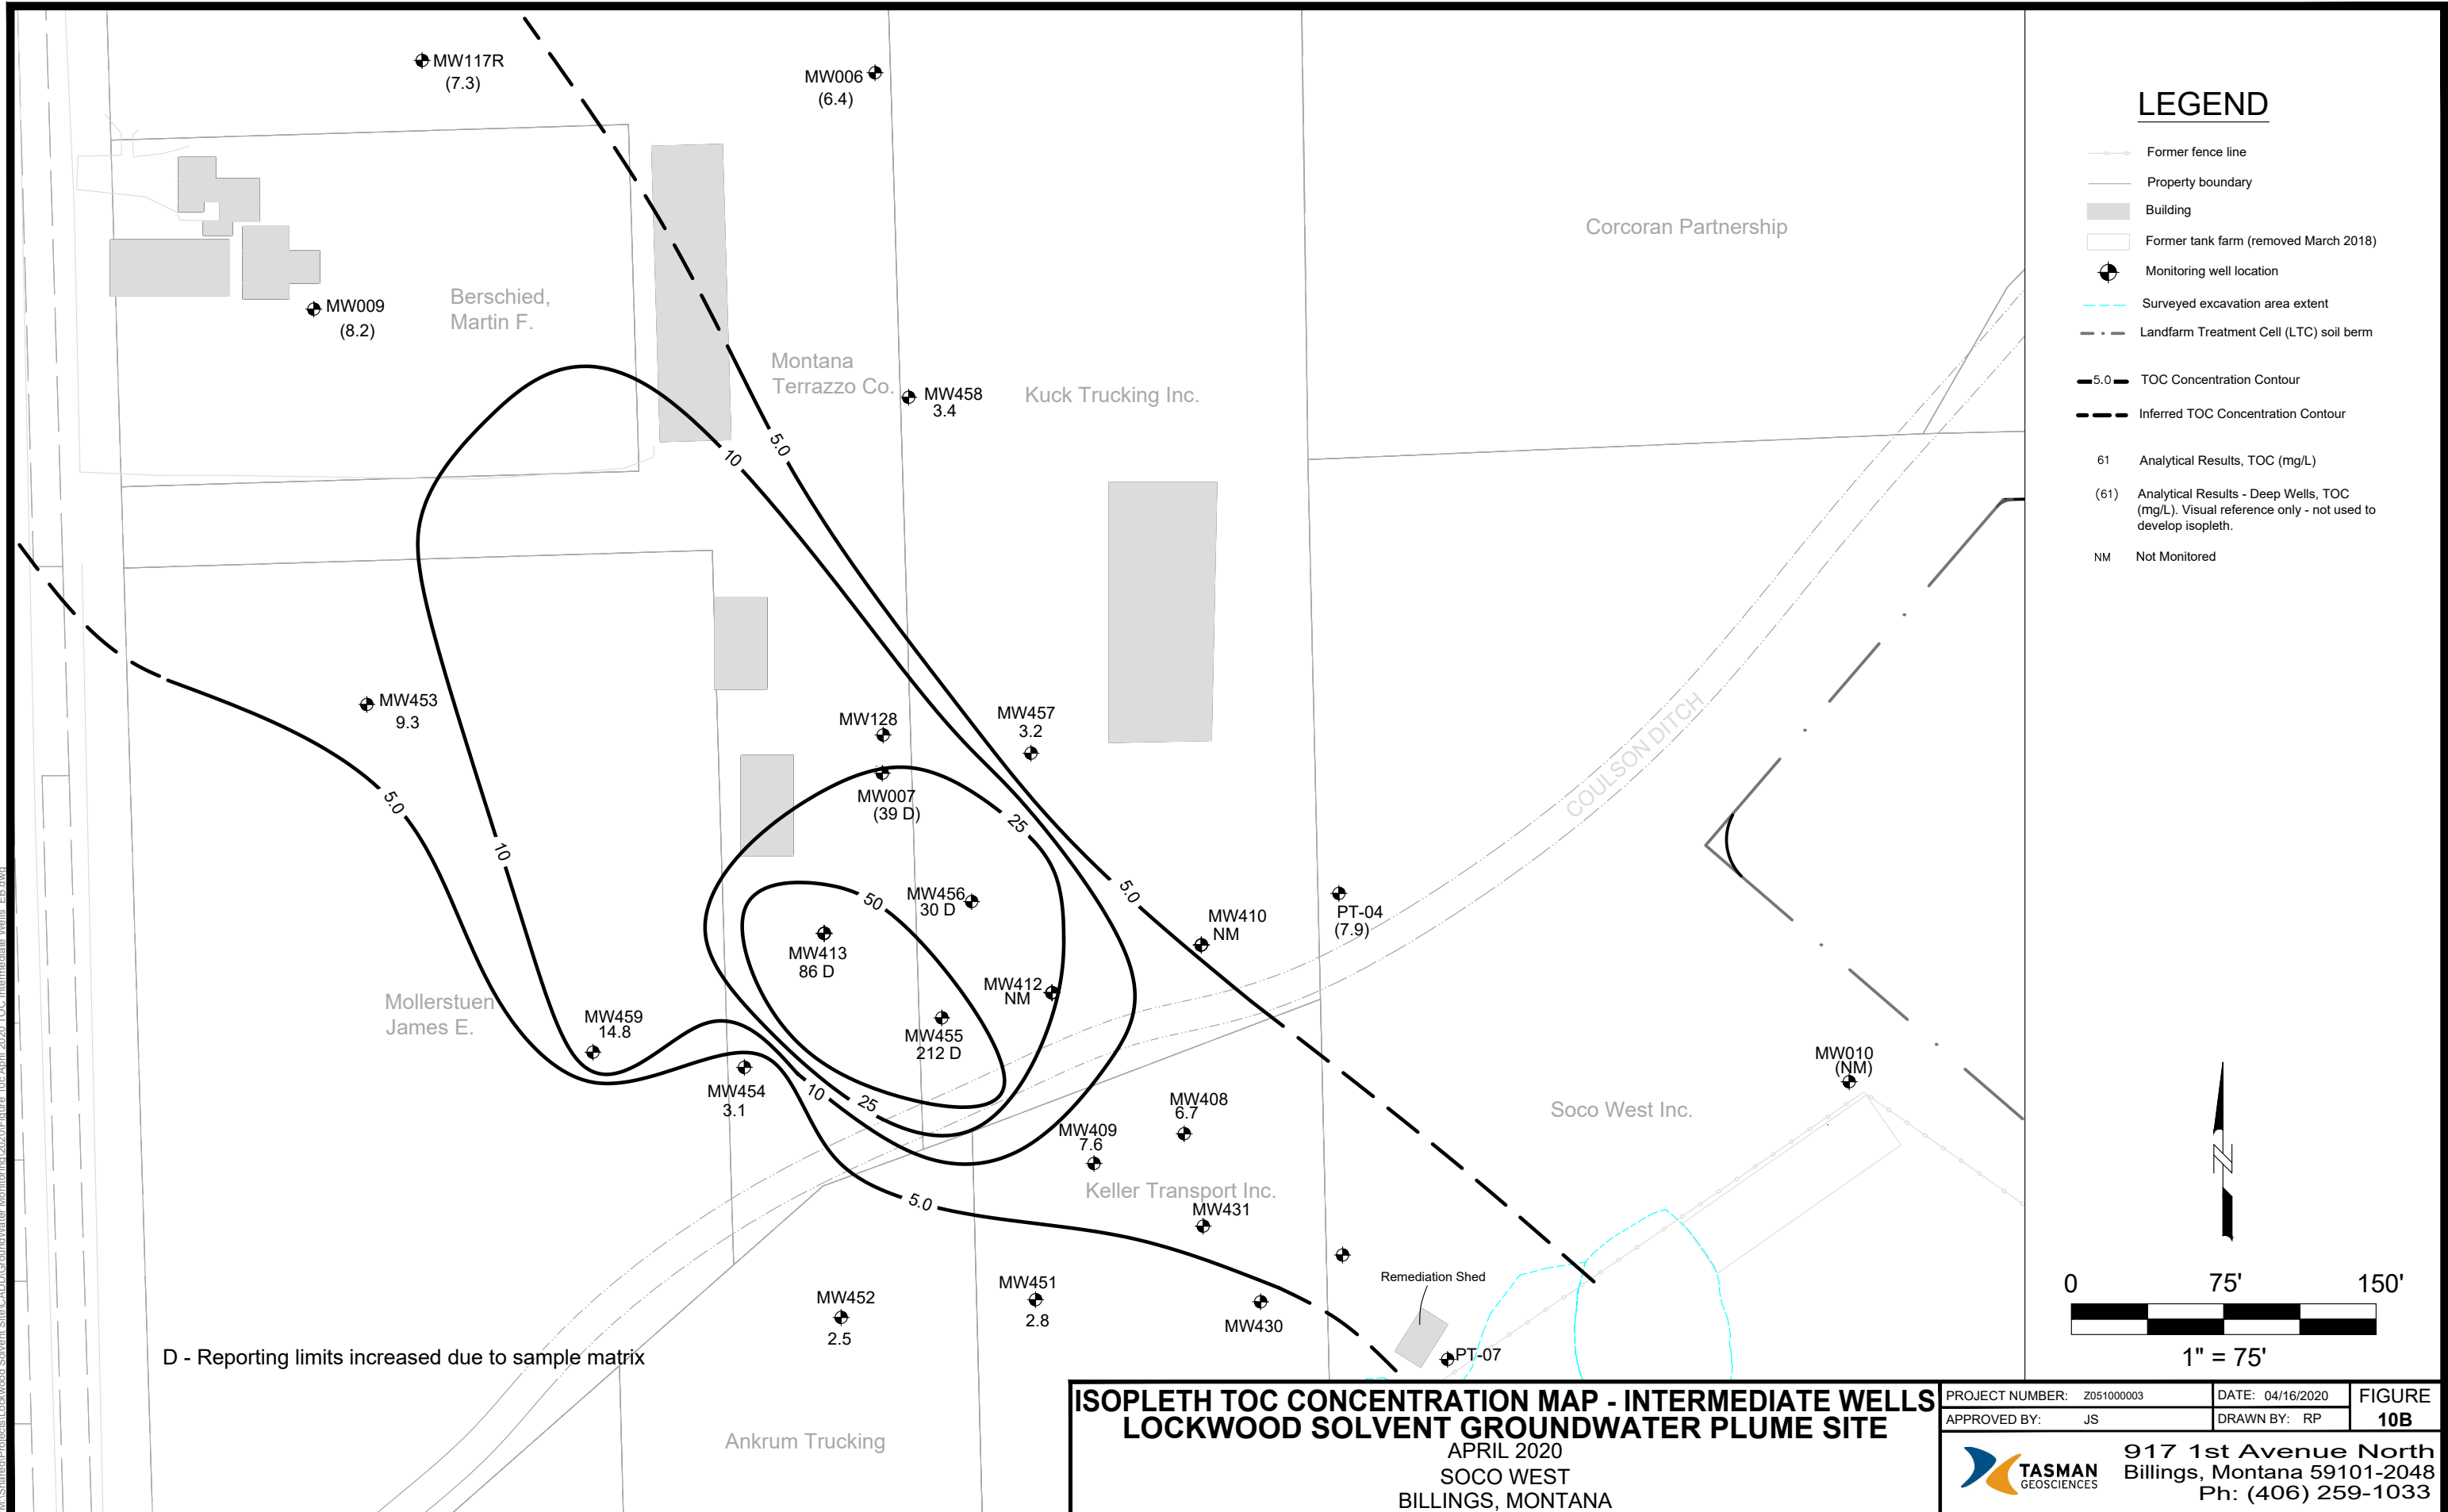 MW117R
(7.3)
MW006
(6.4)
MW009
(8.2)
Berschied,
Martin F.
Montana
Terrazzo Co.
MW458
3.4
Kuck Trucking Inc.
Corcoran Partnership
5.0
10
MW453
9.3
5.0
10
MW128
MW457
3.2
MW007
(39 D)
25
50
MW456
30 D
5.0
MW410
NM
PT-04
(7.9)
COULSON DITCH
MW413
86 D
MW412
NM
MW455
212 D
Mollerstuen
James E.
MW459
14.8
MW454
3.1
10
25
5.0
MW408
6.7
MW409
7.6
Keller Transport Inc.
MW431
Soco West Inc.
MW010
(NM)
MW452
2.5
MW451
2.8
MW430
Remediation Shed
PT-07
D - Reporting limits increased due to sample matrix
Ankrum Trucking
LEGEND
Former fence line
Property boundary
Building
Former tank farm (removed March 2018)
Monitoring well location
Surveyed excavation area extent
Landfarm Treatment Cell (LTC) soil berm
5.0 TOC Concentration Contour
Inferred TOC Concentration Contour
61 Analytical Results, TOC (mg/L)
(61) Analytical Results - Deep Wells, TOC
(mg/L). Visual reference only - not used to
develop isopleth.
NM Not Monitored
N
0 75' 150'
1" = 75'
ISOPLETH TOC CONCENTRATION MAP - INTERMEDIATE WELLS
LOCKWOOD SOLVENT GROUNDWATER PLUME SITE
APRIL 2020
SOCO WEST
BILLINGS, MONTANA
PROJECT NUMBER: Z051000003
DATE: 04/16/2020
APPROVED BY: JS
DRAWN BY: RP
FIGURE
10B
TASMAN
GEOSCIENCES
917 1st Avenue North
Billings, Montana 59101-2048
Ph: (406) 259-1033